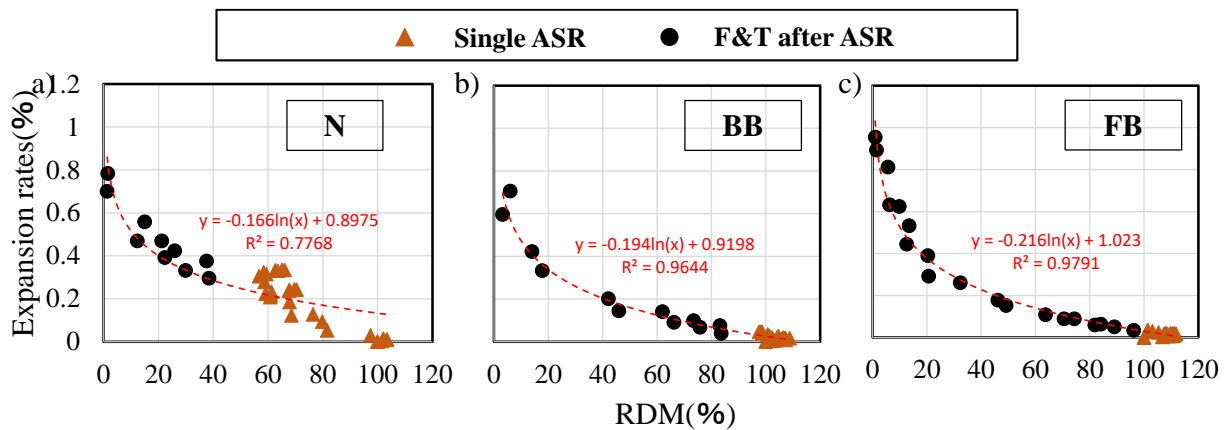 Single ASR F&T after ASR
a) b) c)
N BB FB
Expansion rates(%)
1.2
1
0.8
0.6
0.4
0.2
0
y = -0.166ln(x) + 0.8975
R² = 0.7768
y = -0.194ln(x) + 0.9198
R² = 0.9644
y = -0.216ln(x) + 1.023
R² = 0.9791
0 20 40 60 80 100 120
0 20 40 60 80 100 120
0 20 40 60 80 100 120
RDM(%)